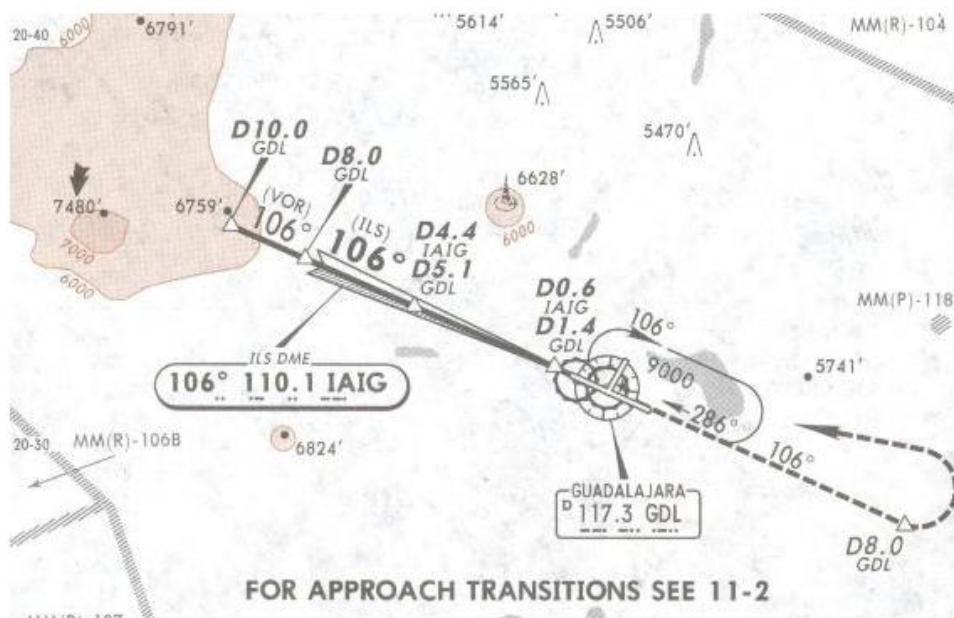 5614'
5506'
MM(R)-104
6000
6791'
20-40
5565'
5470'
D10.0
GDL
D8.0
GDL
6628'
6000
7480'
6759'
(VOR)
106°
(ILS)
106°
D4.4
IAIG
D5.1
GDL
7000
6000
D0.6
IAIG
D1.4
GDL
MM(P)-118
106°
9000
5741'
ILS DME
106° 110.1 IAIG
286°
20-30
MM(R)-106B
6824'
106°
GUADALAJARA
D 117.3 GDL
D8.0
GDL
FOR APPROACH TRANSITIONS SEE 11-2